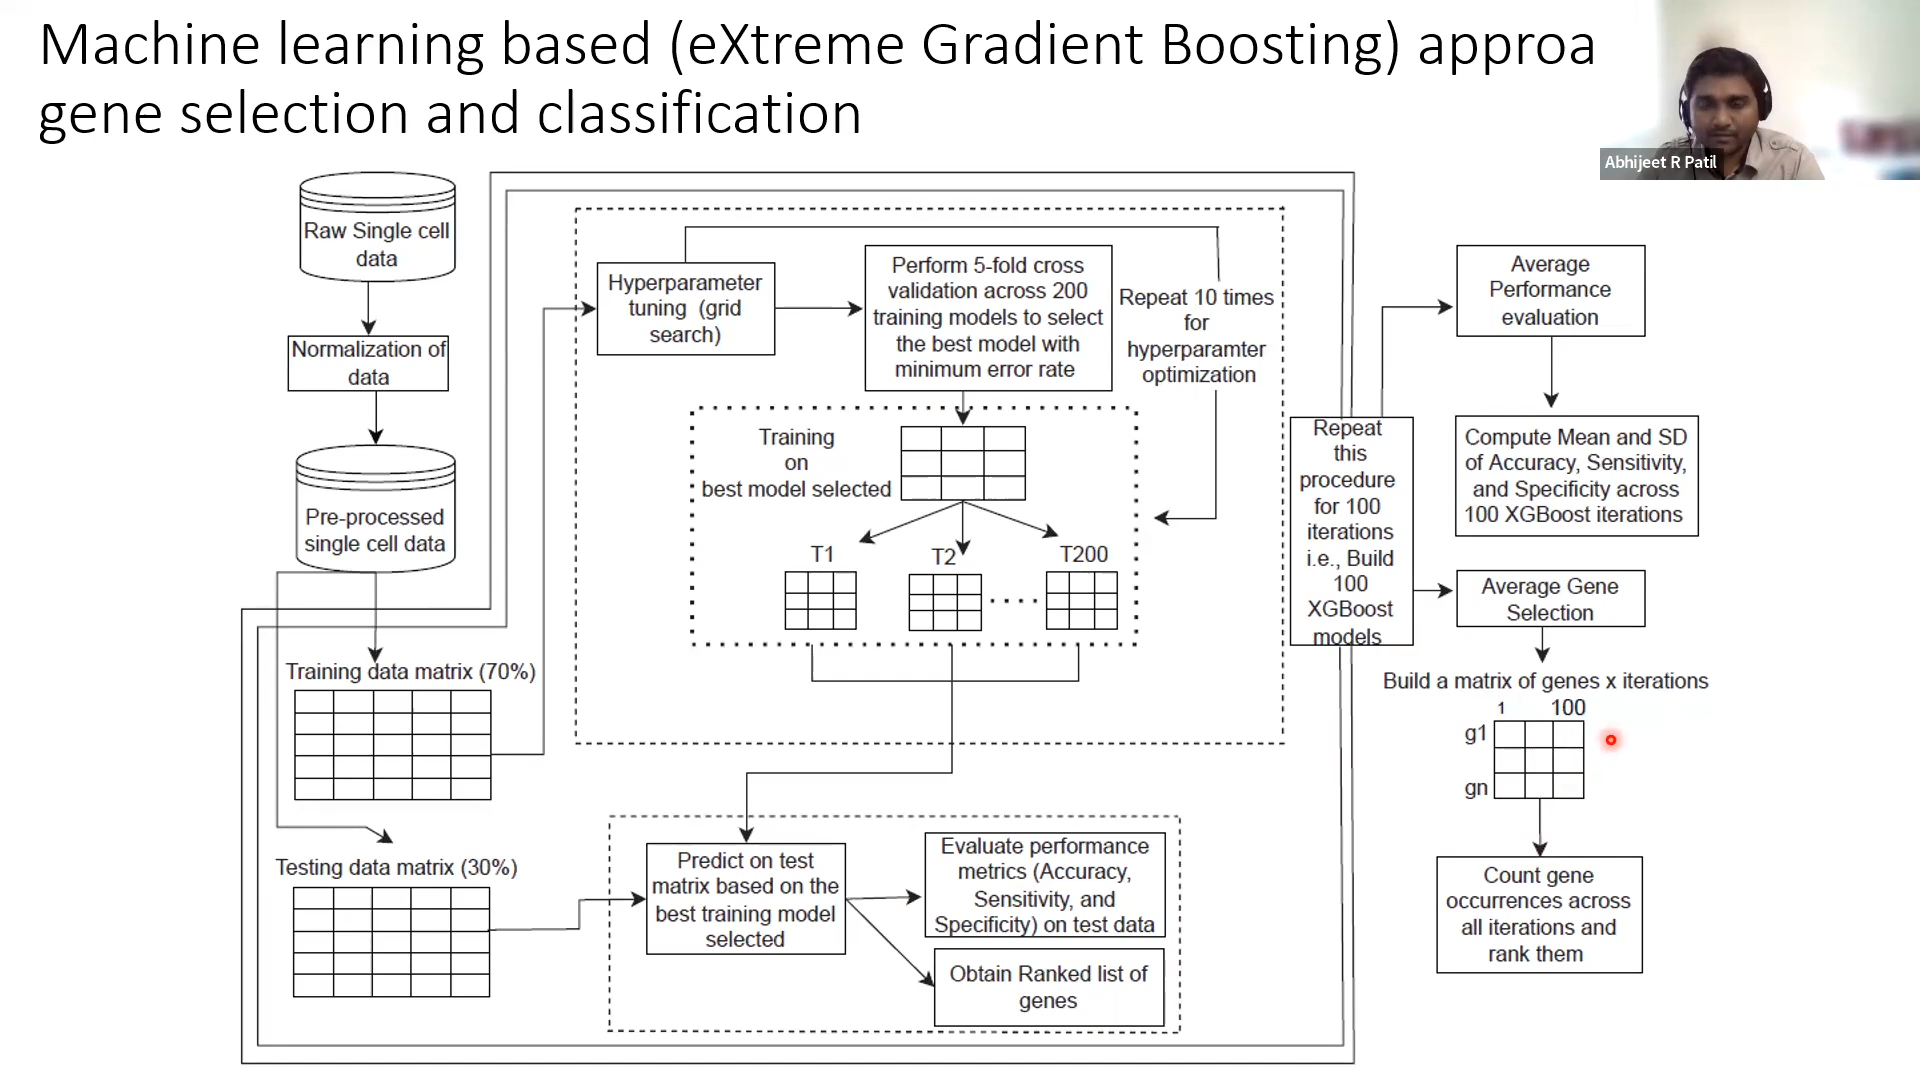 Machine learning based (eXtreme Gradient Boosting) approa
gene selection and classification
Abhijeet R Patil
Raw Single cell
data
Normalization of
data
Pre-processed
single cell data
Training data matrix (70%)
Testing data matrix (30%)
Hyperparameter
tuning (grid
search)
Perform 5-fold cross
validation across 200
training models to select
the best model with
minimum error rate
Repeat 10 times
for
hyperparamter
optimization
Training
on
best model selected
T1
T2
T200
Predict on test
matrix based on the
best training model
selected
Evaluate performance
metrics (Accuracy,
Sensitivity, and
Specificity) on test data
Obtain Ranked list of
genes
Repeat
this
procedure
for 100
iterations
i.e., Build
100
XGBoost
models
Average
Performance
evaluation
Compute Mean and SD
of Accuracy, Sensitivity,
and Specificity across
100 XGBoost iterations
Average Gene
Selection
Build a matrix of genes x iterations
1 100
g1
gn
Count gene
occurrences across
all iterations and
rank them